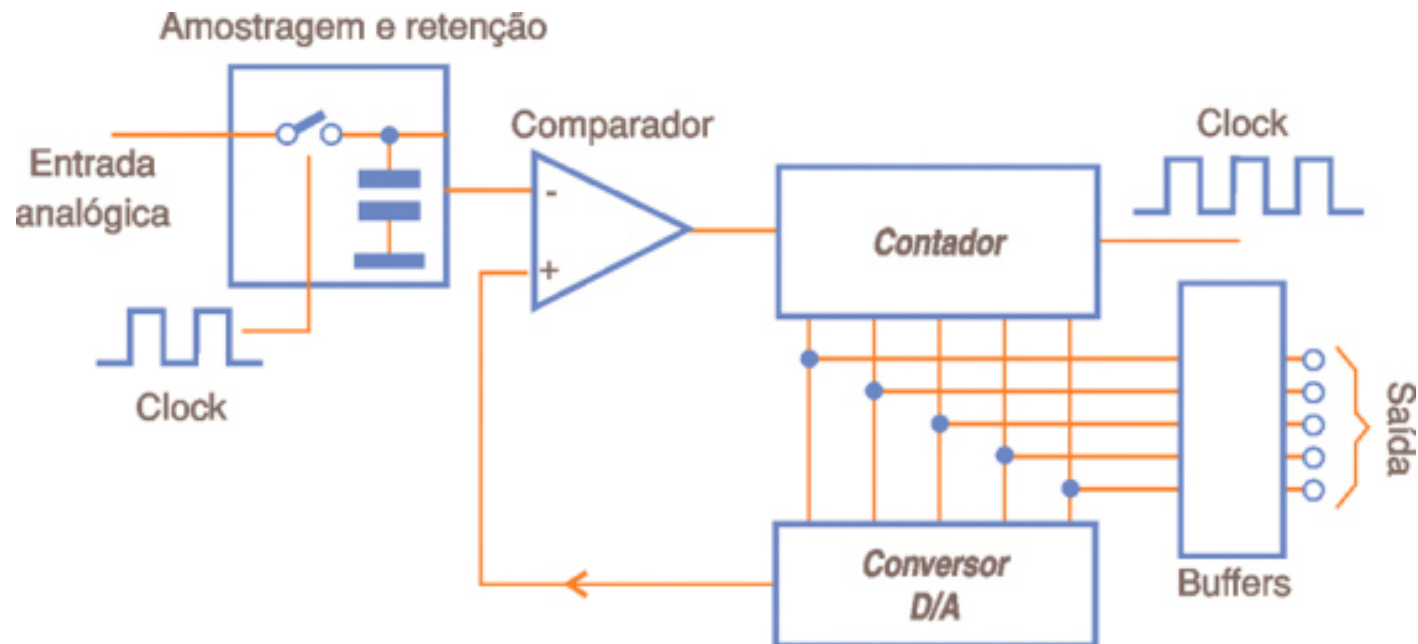 Amostragem e retenção
Entrada
analógica
Clock
Comparador
-
+
Contador
Clock
Conversor
D/A
Buffers
Saída